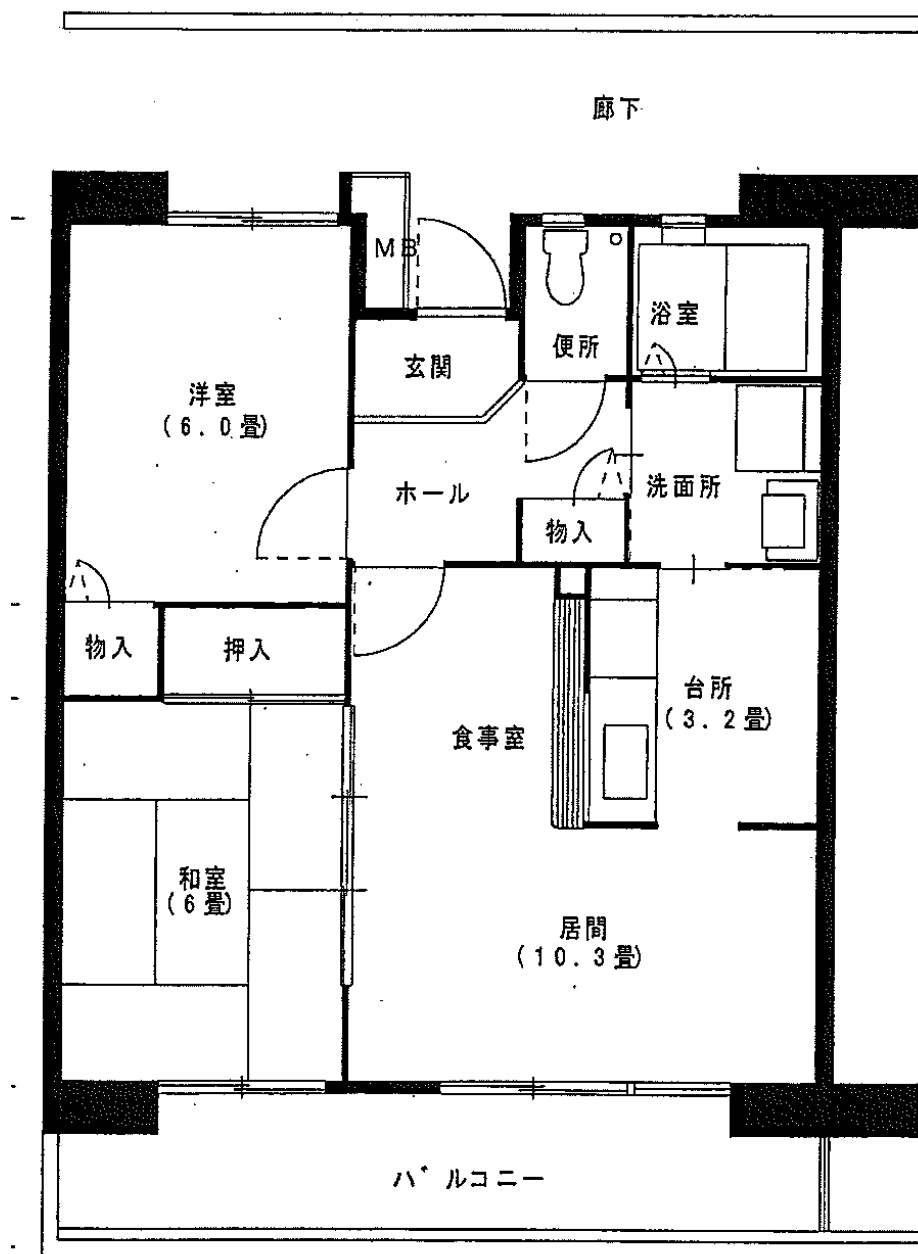 廊下
MB
浴室
便所
玄関
洋室
(6.0畳)
ホール
洗面所
物入
物入
押入
台所
(3.2畳)
食事室
和室
(6畳)
居間
(10.3畳)
バルコニー